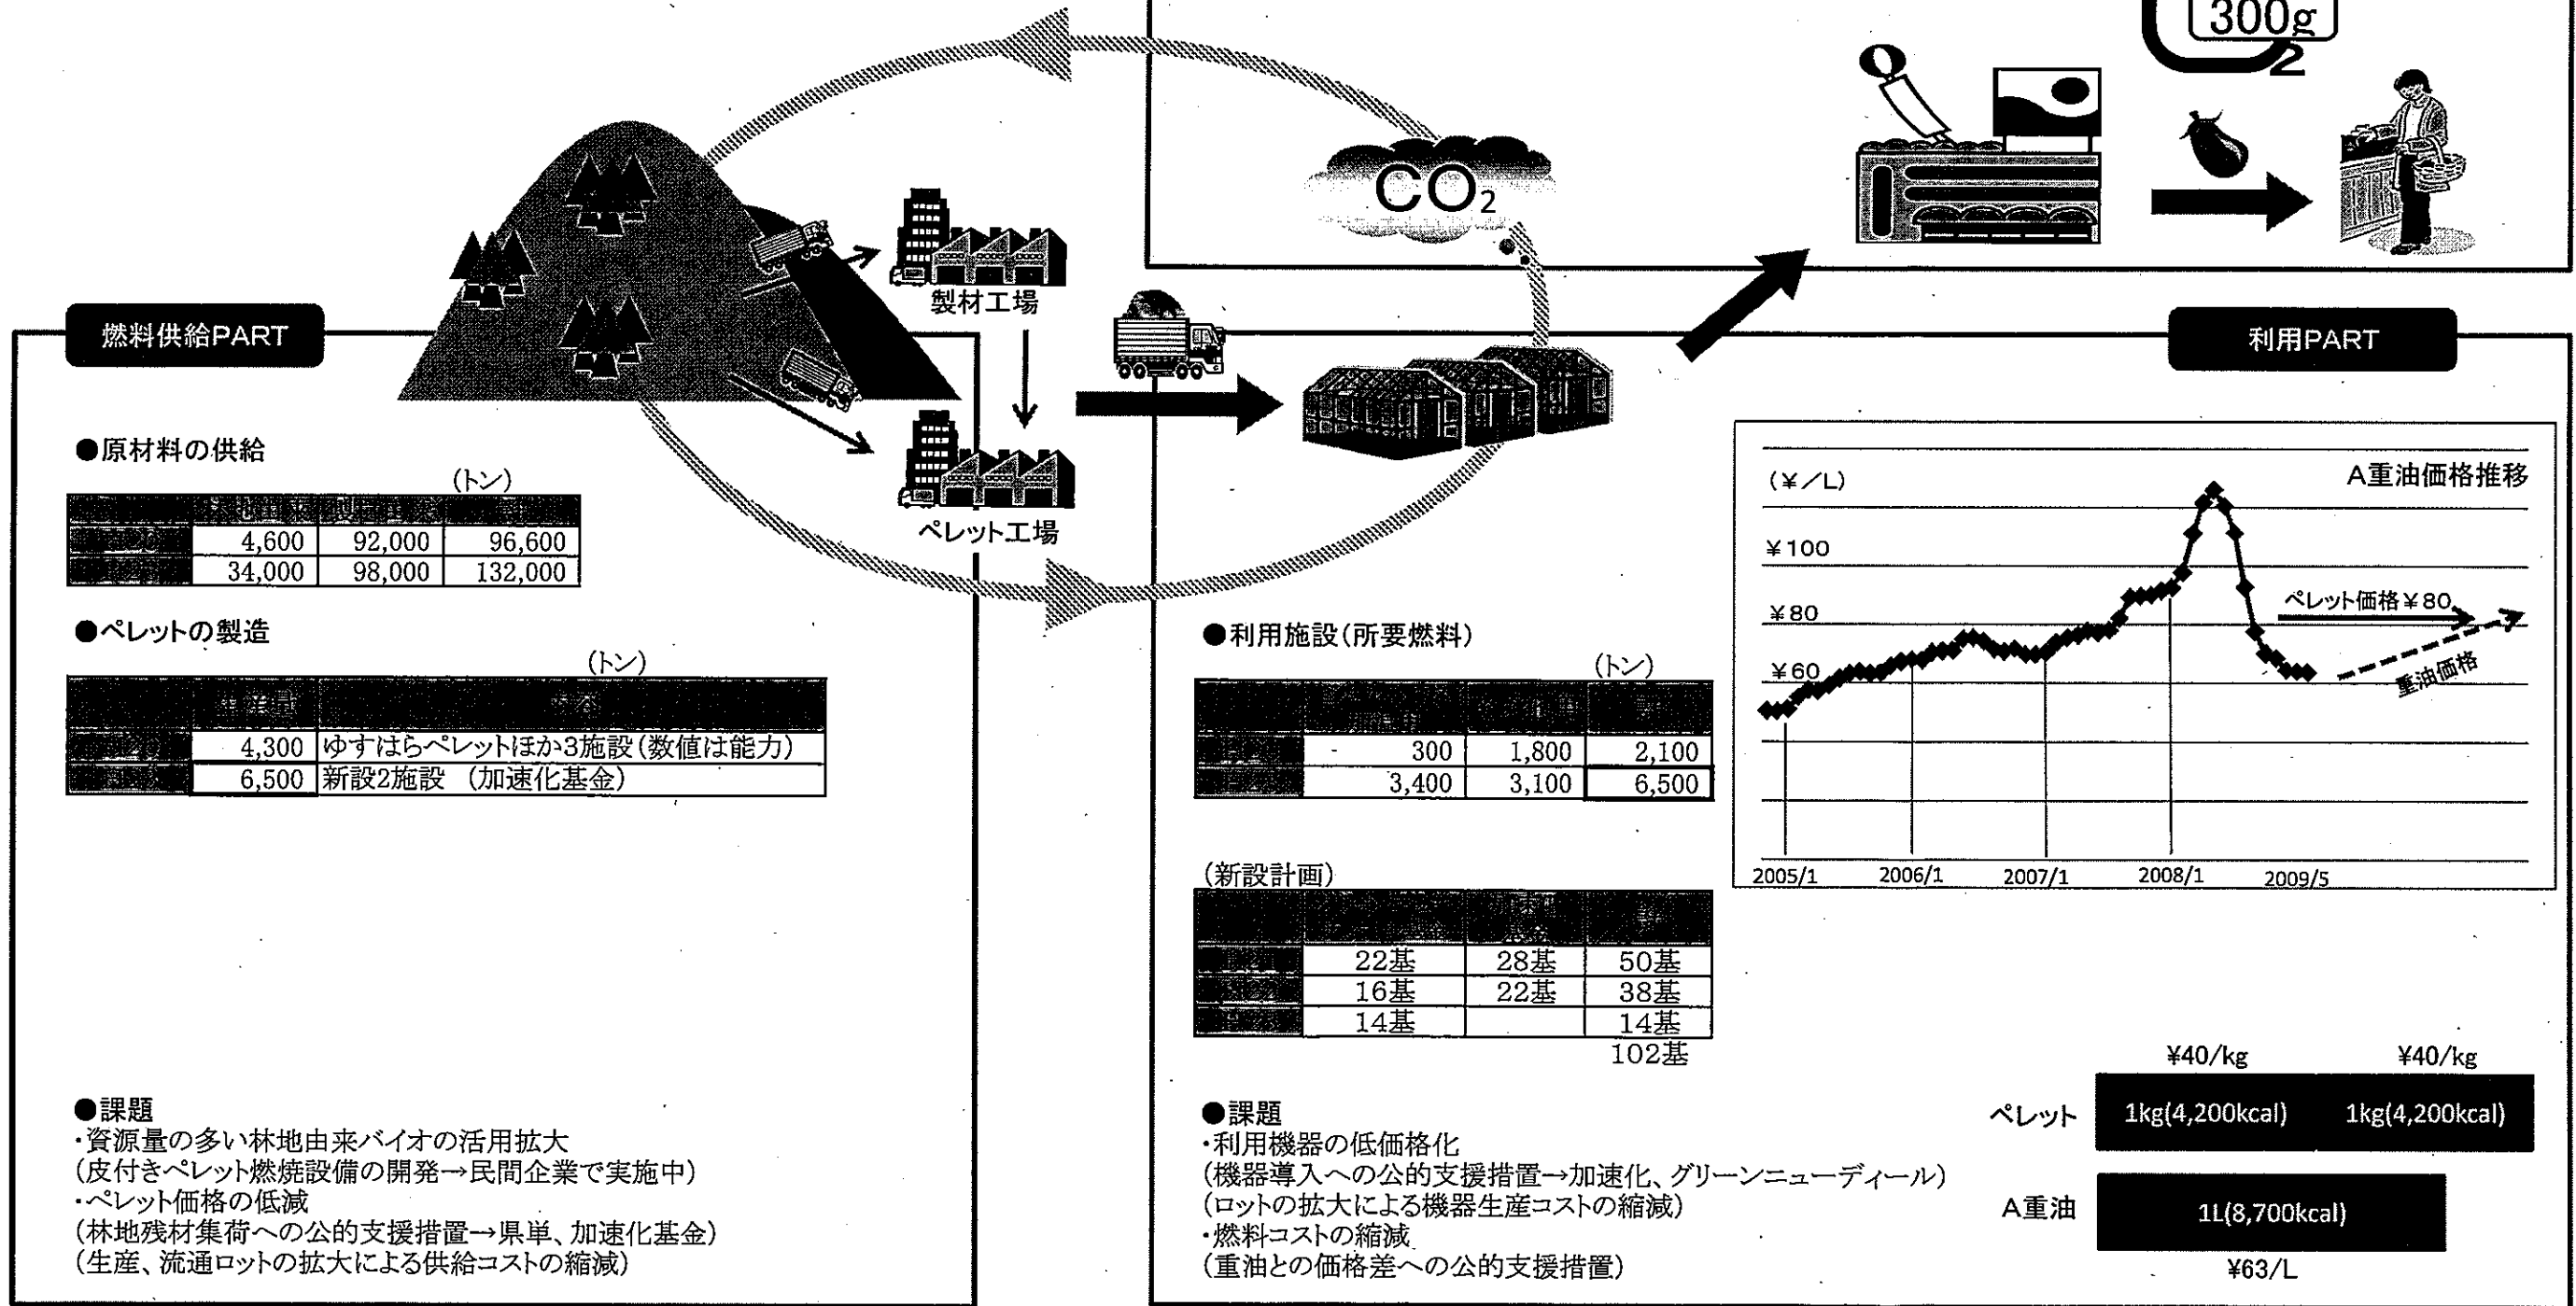 300g
2
CO₂
製材工場
燃料供給PART
利用PART
●原材料の供給
(トン)
4,600 92,000 96,600
34,000 98,000 132,000
ペレット工場
●ペレットの製造
(トン)
4,300 ゆすはらペレットほか3施設(数値は能力)
6,500 新設2施設 (加速化基金)
●課題
・資源量の多い林地由来バイオの活用拡大
(皮付きペレット燃焼設備の開発→民間企業で実施中)
・ペレット価格の低減
(林地残材集荷への公的支援措置→県単、加速化基金)
(生産、流通ロットの拡大による供給コストの縮減)
●利用施設(所要燃料)
(トン)
300 1,800 2,100
3,400 3,100 6,500
(新設計画)
22基 28基 50基
16基 22基 38基
14基 14基
102基
●課題
・利用機器の低価格化
(機器導入への公的支援措置→加速化、グリーンニューディール)
(ロットの拡大による機器生産コストの縮減)
・燃料コストの縮減
(重油との価格差への公的支援措置)
(¥/L) A重油価格推移
¥100
ペレット価格¥80
¥80
¥60
重油価格
2005/1 2006/1 2007/1 2008/1 2009/5
¥40/kg ¥40/kg
ペレット 1kg(4,200kcal) 1kg(4,200kcal)
A重油 1L(8,700kcal)
¥63/L